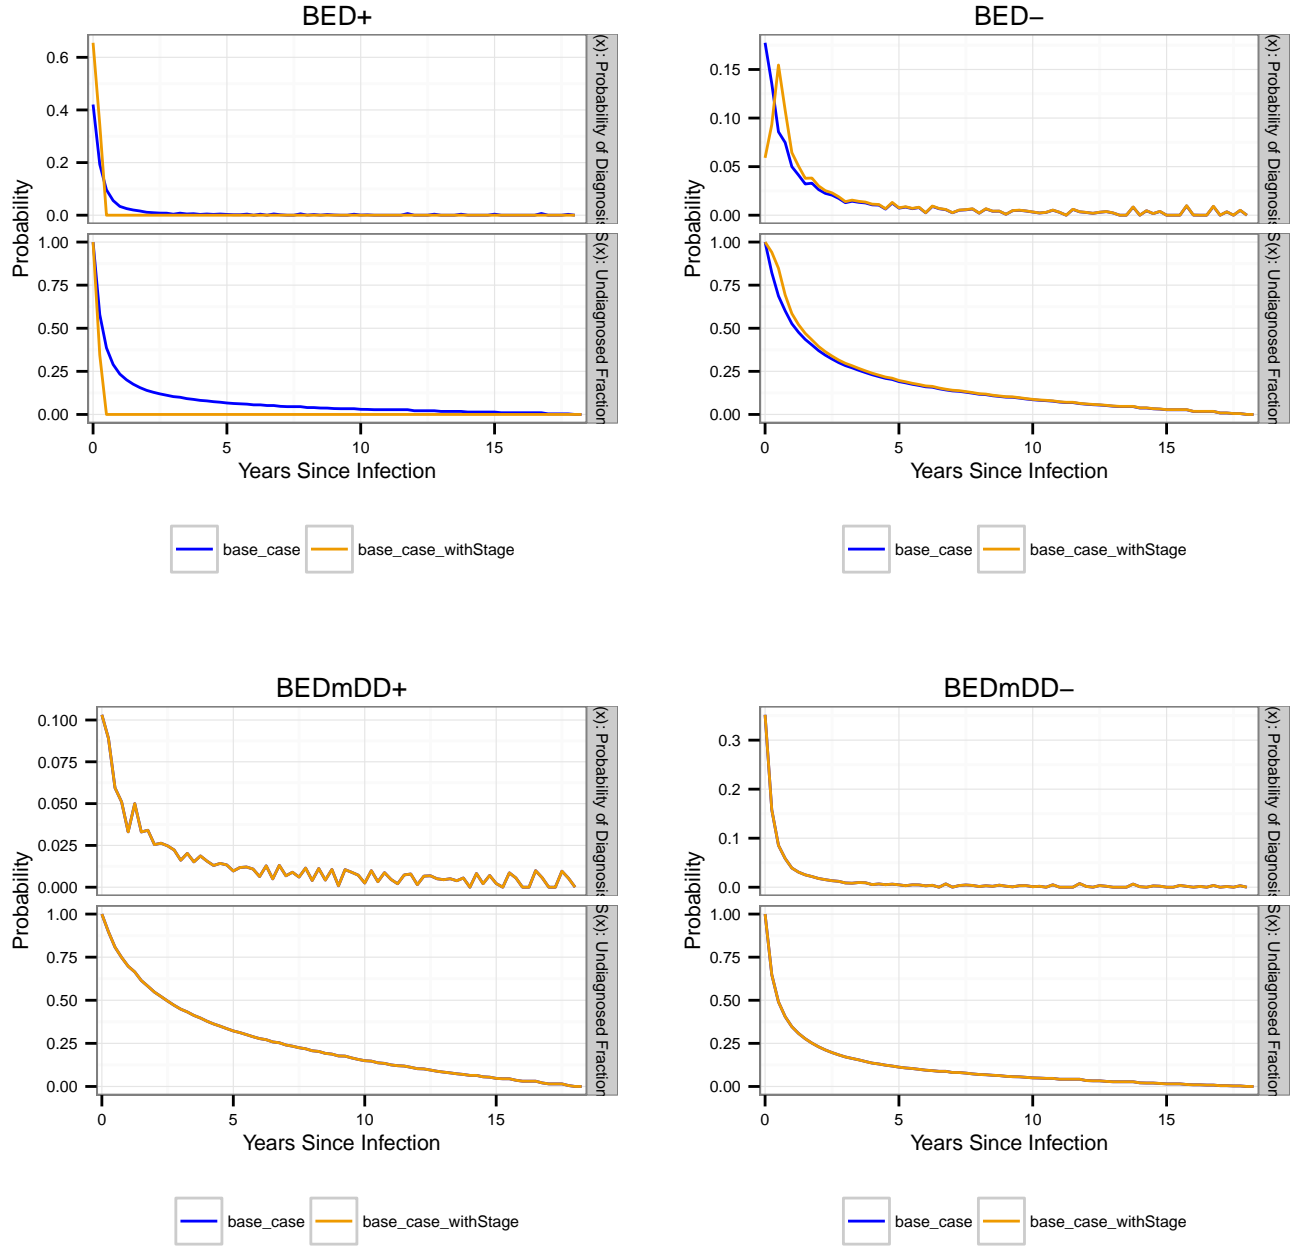 BED+
0.6
0.4
0.2
0.0
(x): Probability of Diagnosis
1.00
0.75
0.50
0.25
0.00
S(x): Undiagnosed Fraction
Probability
0 5 10 15
Years Since Infection
base_case base_case_withStage
BED−
0.15
0.10
0.05
0.00
(x): Probability of Diagnosis
1.00
0.75
0.50
0.25
0.00
S(x): Undiagnosed Fraction
Probability
0 5 10 15
Years Since Infection
base_case base_case_withStage
BEDmDD+
0.100
0.075
0.050
0.025
0.000
(x): Probability of Diagnosis
1.00
0.75
0.50
0.25
0.00
S(x): Undiagnosed Fraction
Probability
0 5 10 15
Years Since Infection
base_case base_case_withStage
BEDmDD−
0.3
0.2
0.1
0.0
(x): Probability of Diagnosis
1.00
0.75
0.50
0.25
0.00
S(x): Undiagnosed Fraction
Probability
0 5 10 15
Years Since Infection
base_case base_case_withStage